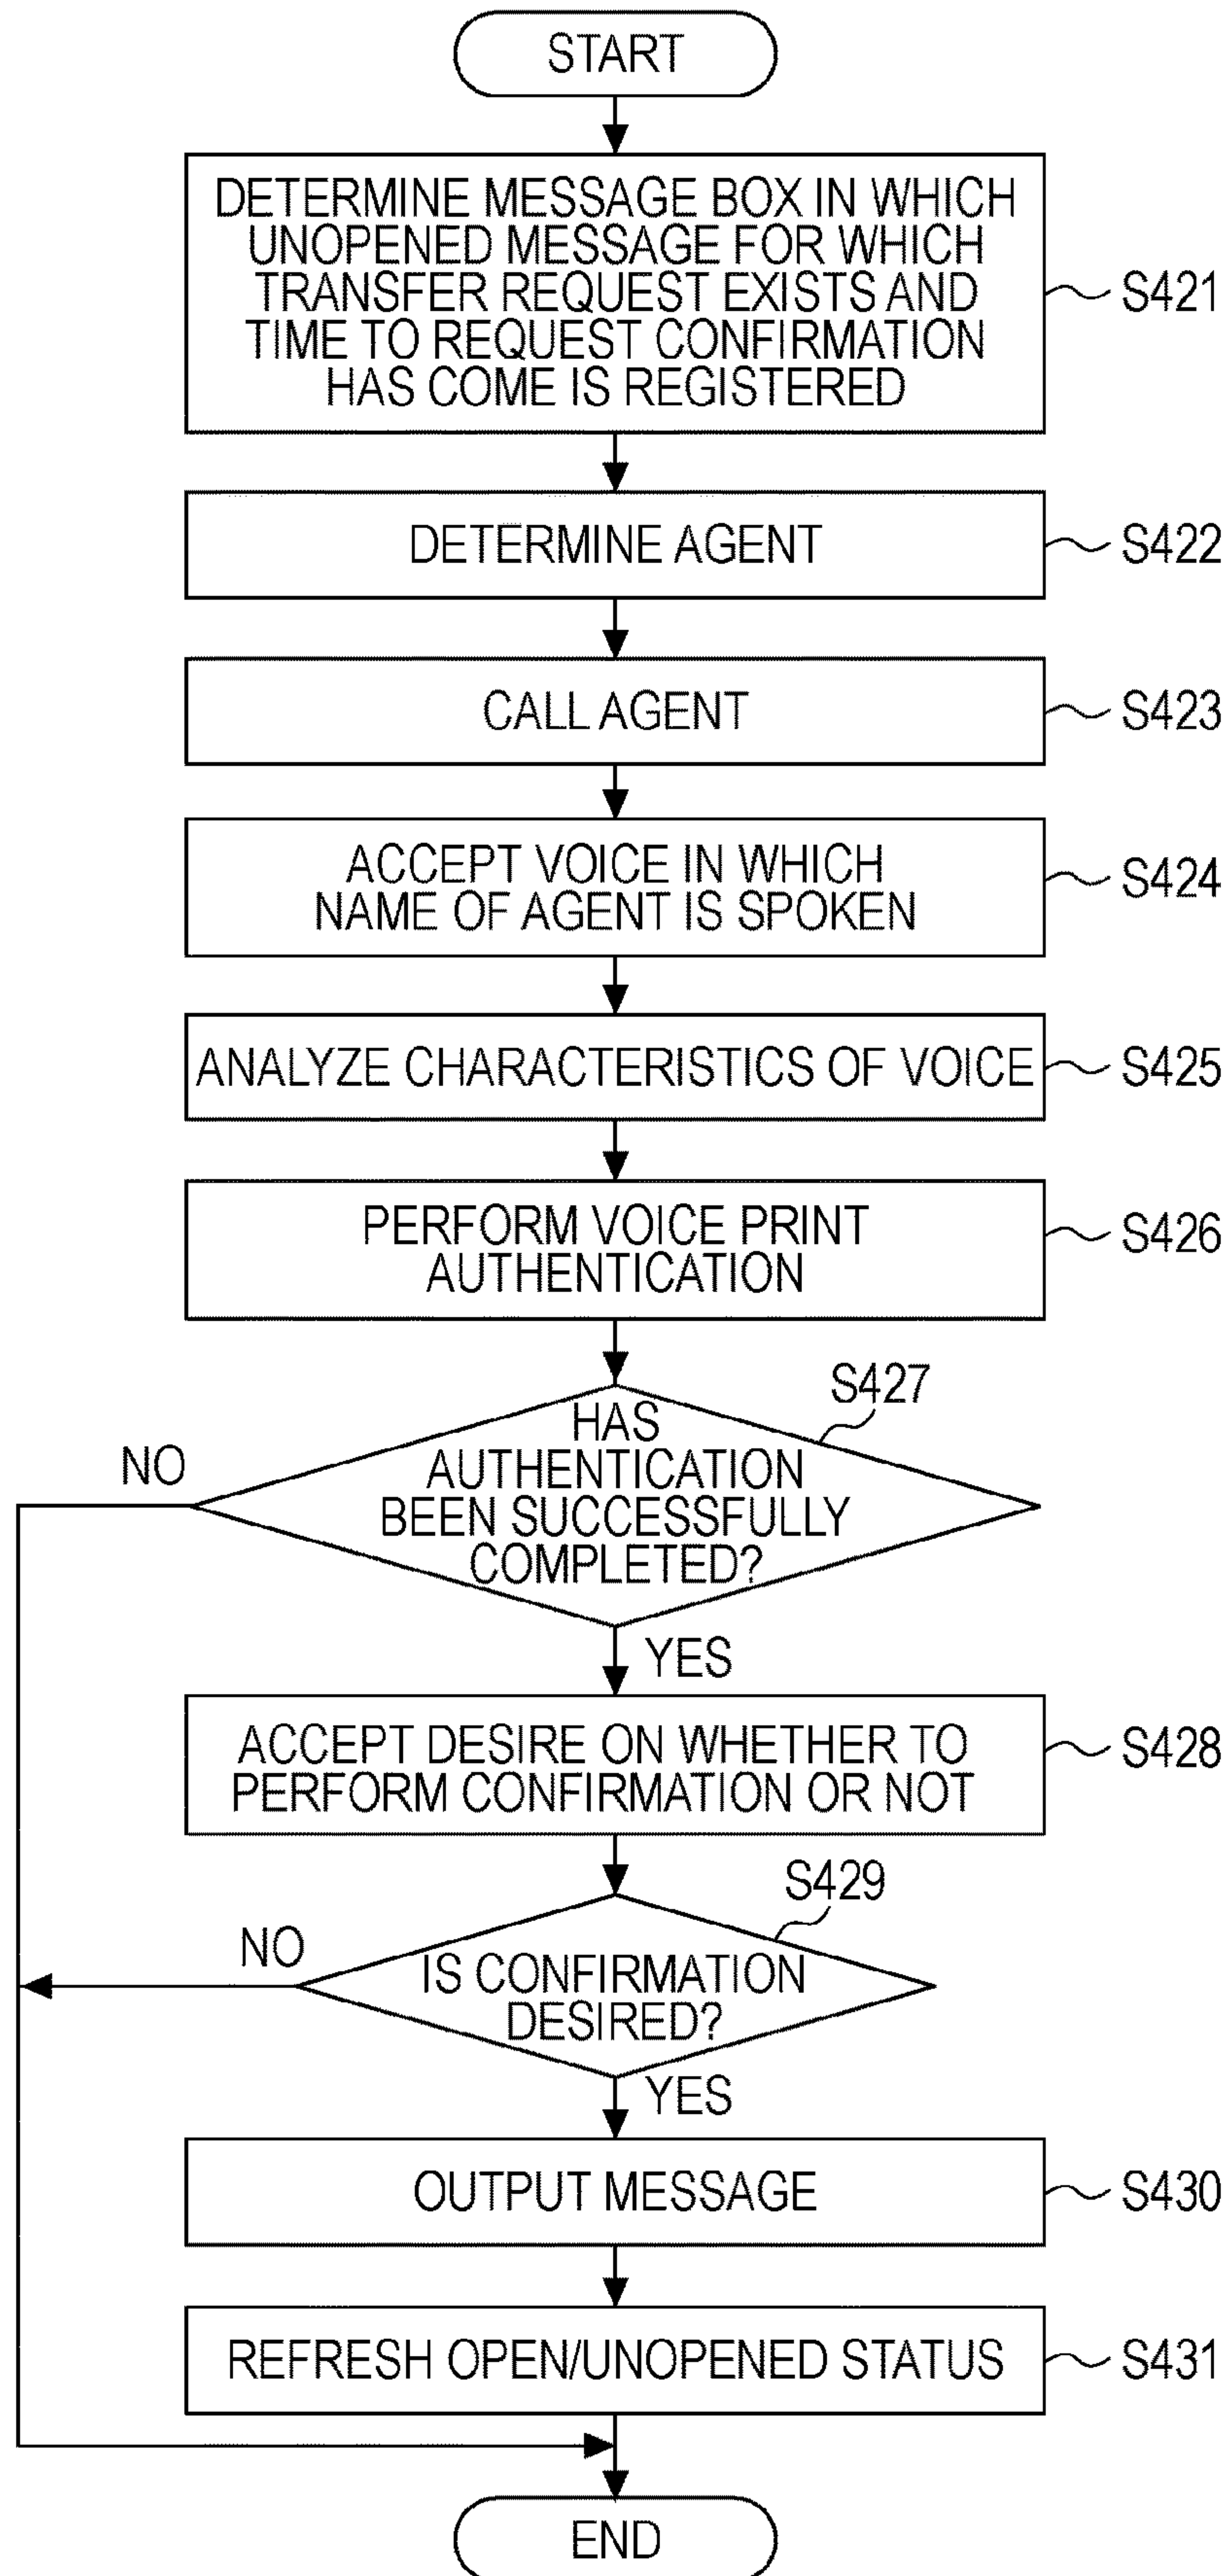 START
DETERMINE MESSAGE BOX IN WHICH
UNOPENED MESSAGE FOR WHICH
TRANSFER REQUEST EXISTS AND
TIME TO REQUEST CONFIRMATION
HAS COME IS REGISTERED
S421
DETERMINE AGENT
S422
CALL AGENT
S423
ACCEPT VOICE IN WHICH
NAME OF AGENT IS SPOKEN
S424
ANALYZE CHARACTERISTICS OF VOICE
S425
PERFORM VOICE PRINT
AUTHENTICATION
S426
S427
HAS
AUTHENTICATION
BEEN SUCCESSFULLY
COMPLETED?
NO
YES
ACCEPT DESIRE ON WHETHER TO
PERFORM CONFIRMATION OR NOT
S428
S429
IS CONFIRMATION
DESIRED?
NO
YES
OUTPUT MESSAGE
S430
REFRESH OPEN/UNOPENED STATUS
S431
END